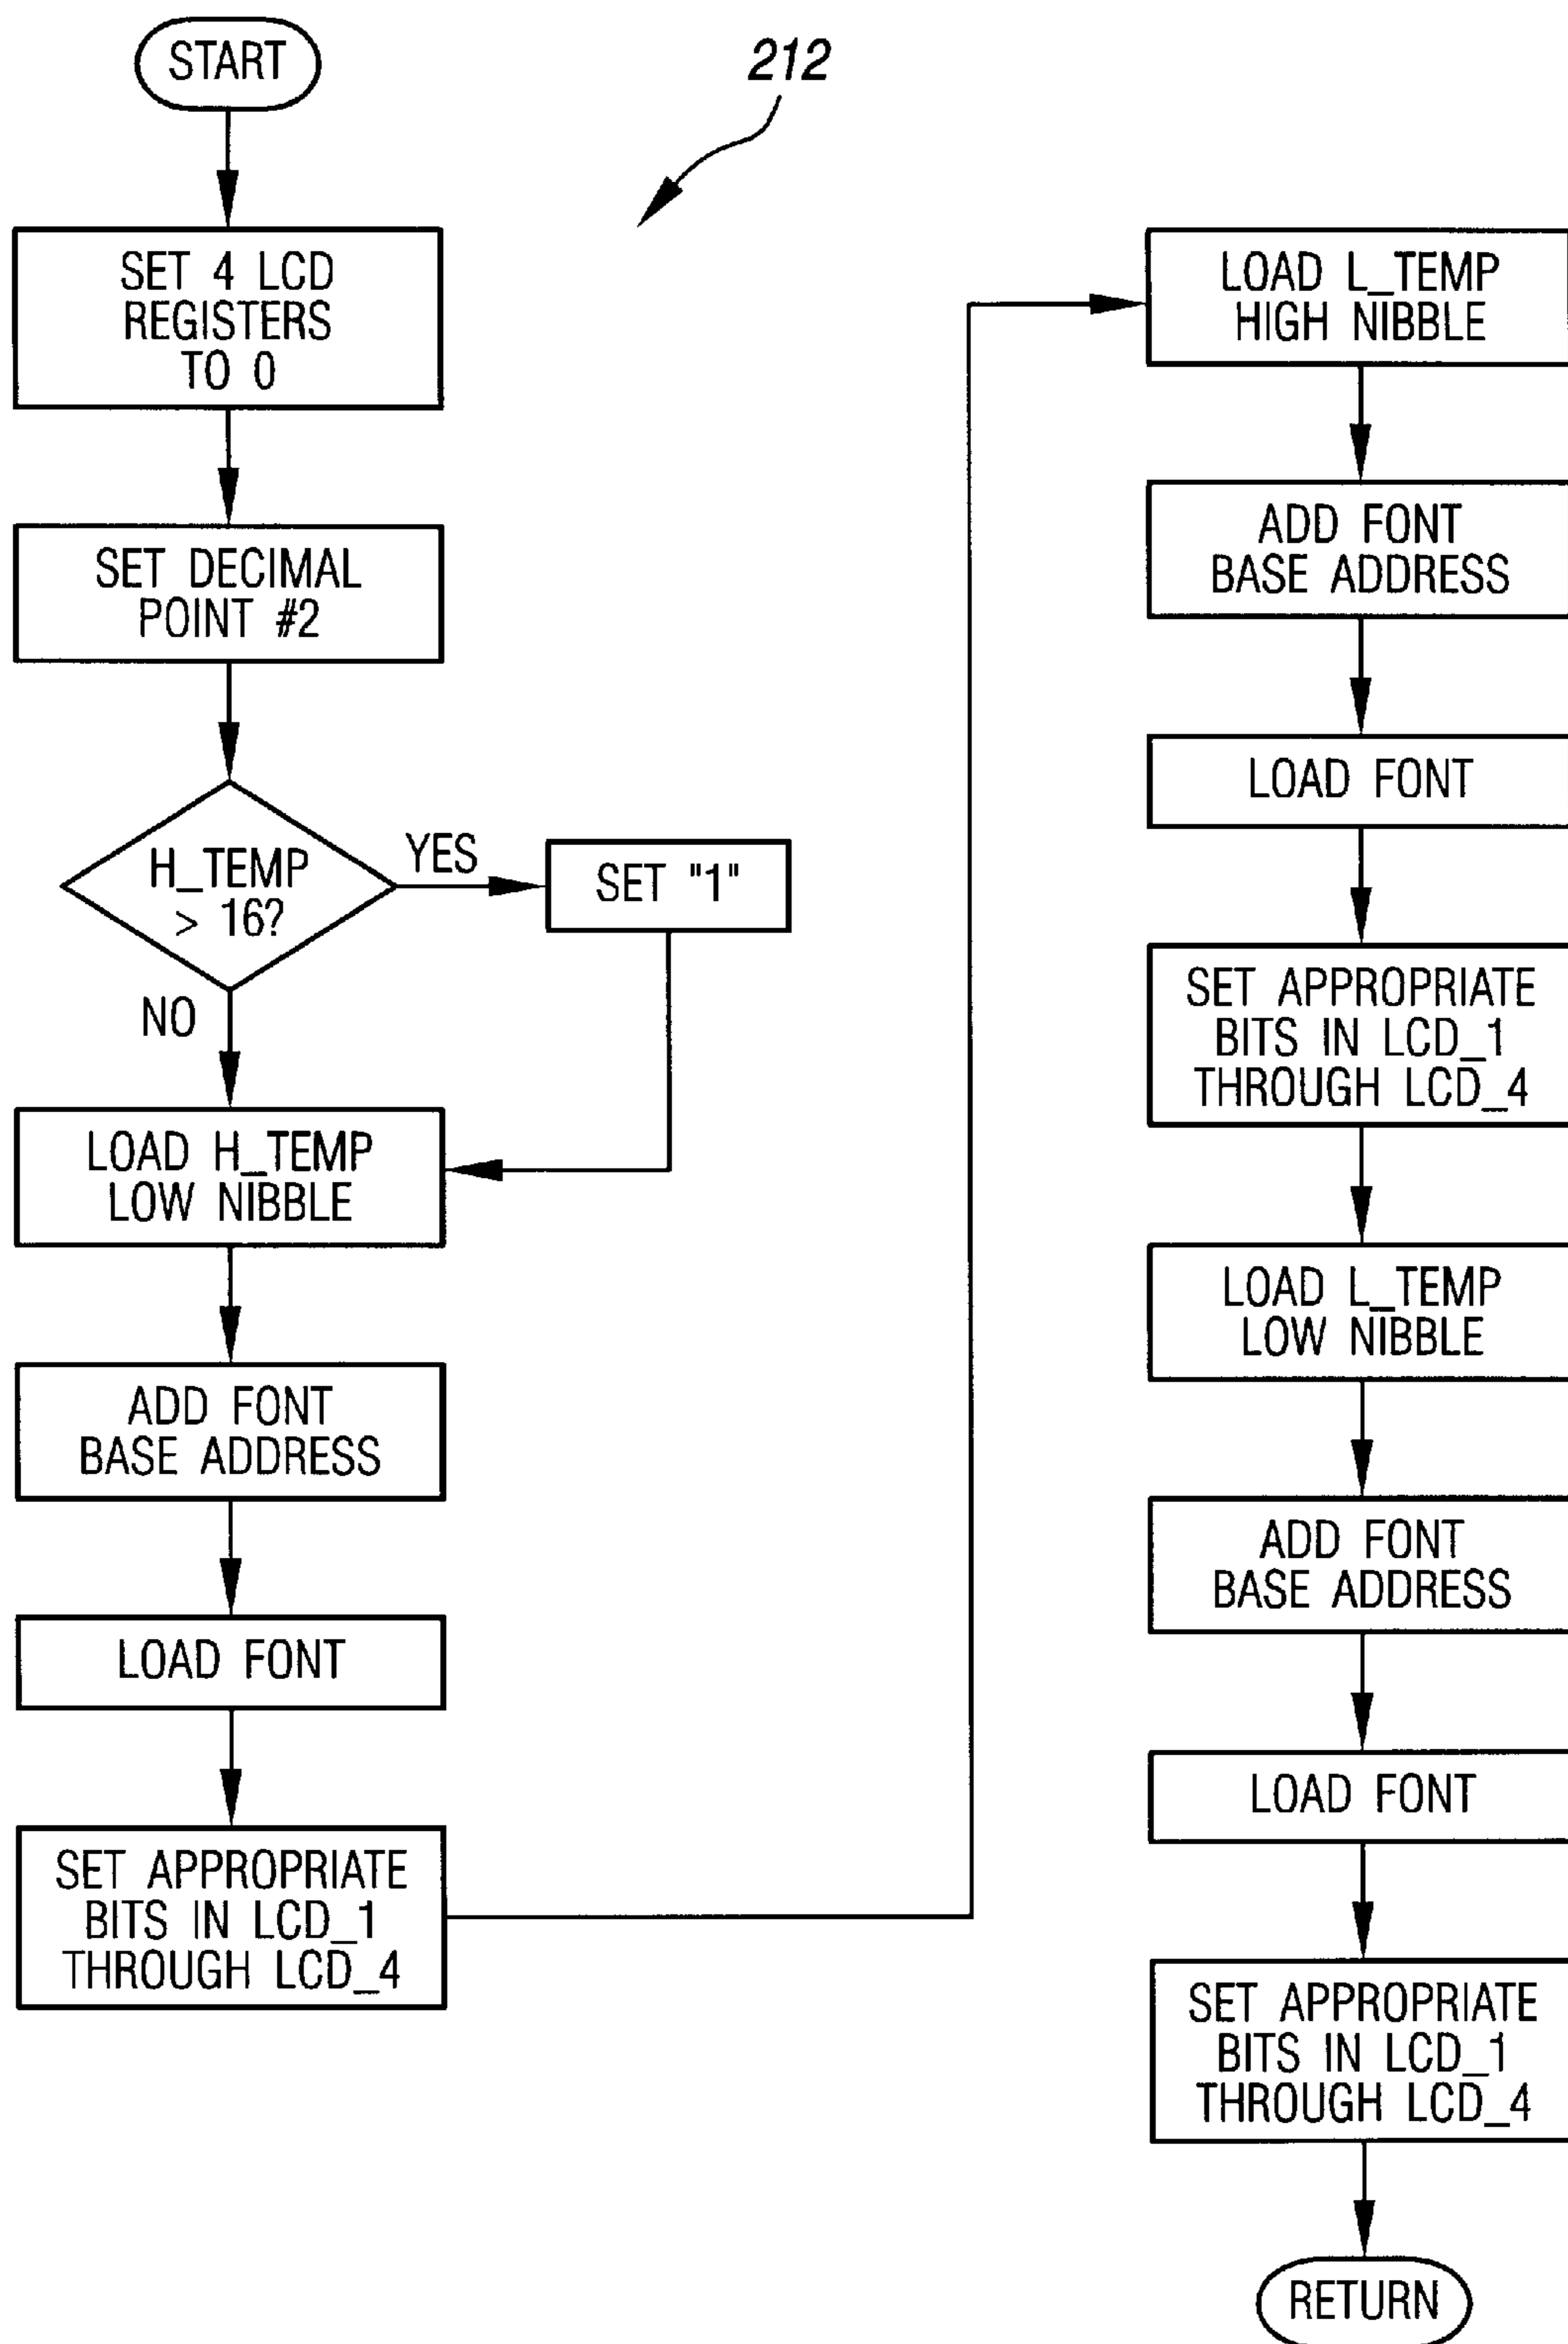 START
212
SET 4 LCD
REGISTERS
TO 0
SET DECIMAL
POINT #2
H_TEMP
> 16?
YES
SET "1"
NO
LOAD H_TEMP
LOW NIBBLE
ADD FONT
BASE ADDRESS
LOAD FONT
SET APPROPRIATE
BITS IN LCD_1
THROUGH LCD_4
LOAD L_TEMP
HIGH NIBBLE
ADD FONT
BASE ADDRESS
LOAD FONT
SET APPROPRIATE
BITS IN LCD_1
THROUGH LCD_4
LOAD L_TEMP
LOW NIBBLE
ADD FONT
BASE ADDRESS
LOAD FONT
SET APPROPRIATE
BITS IN LCD_1
THROUGH LCD_4
RETURN